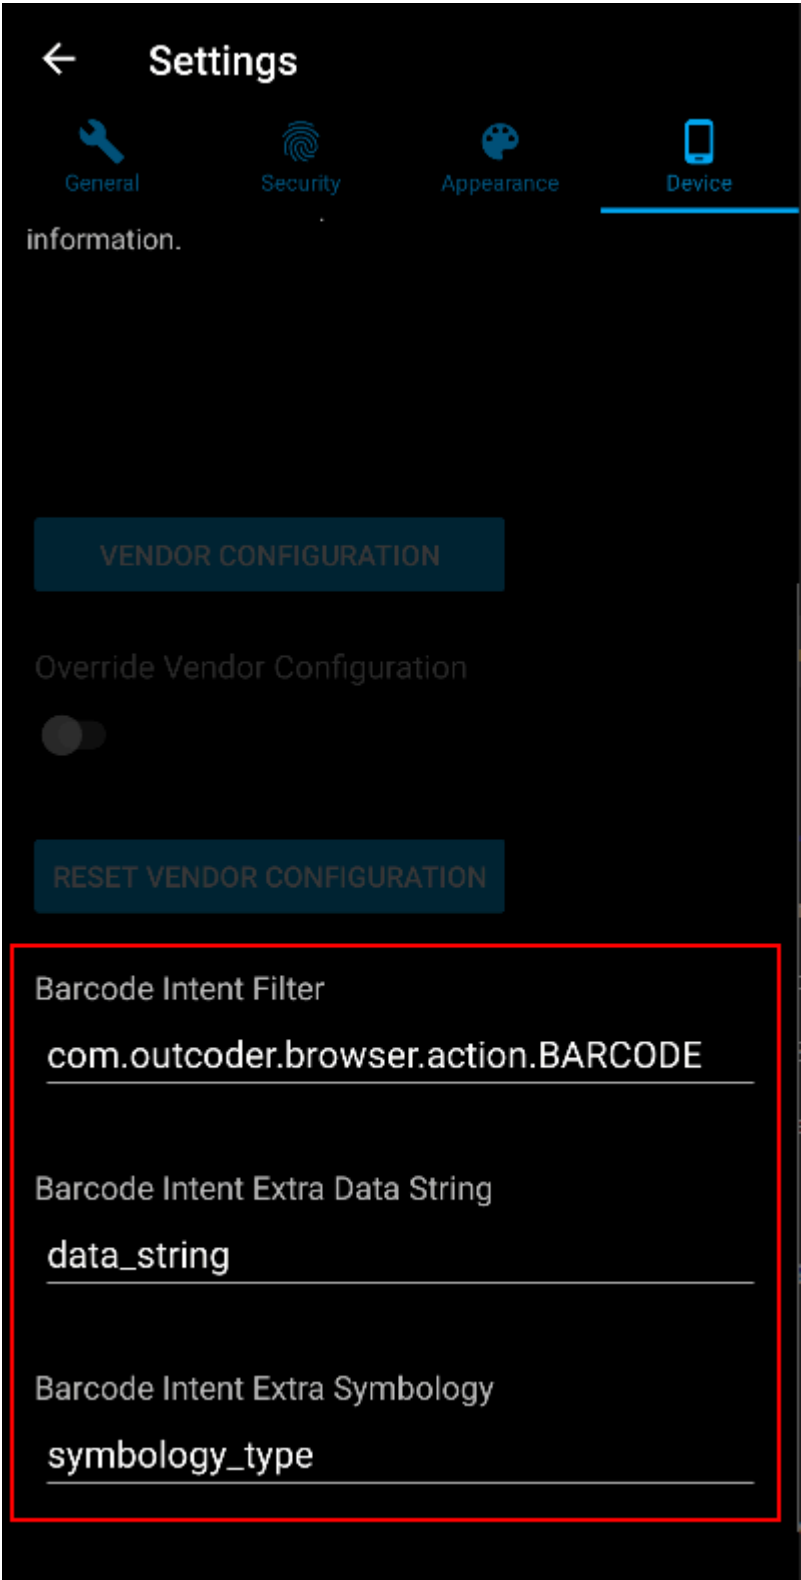 Settings
General
Security
Appearance
Device
information.
VENDOR CONFIGURATION
Override Vendor Configuration
RESET VENDOR CONFIGURATION
Barcode Intent Filter
com.outcoder.browser.action.BARCODE
Barcode Intent Extra Data String
data_string
Barcode Intent Extra Symbology
symbology_type